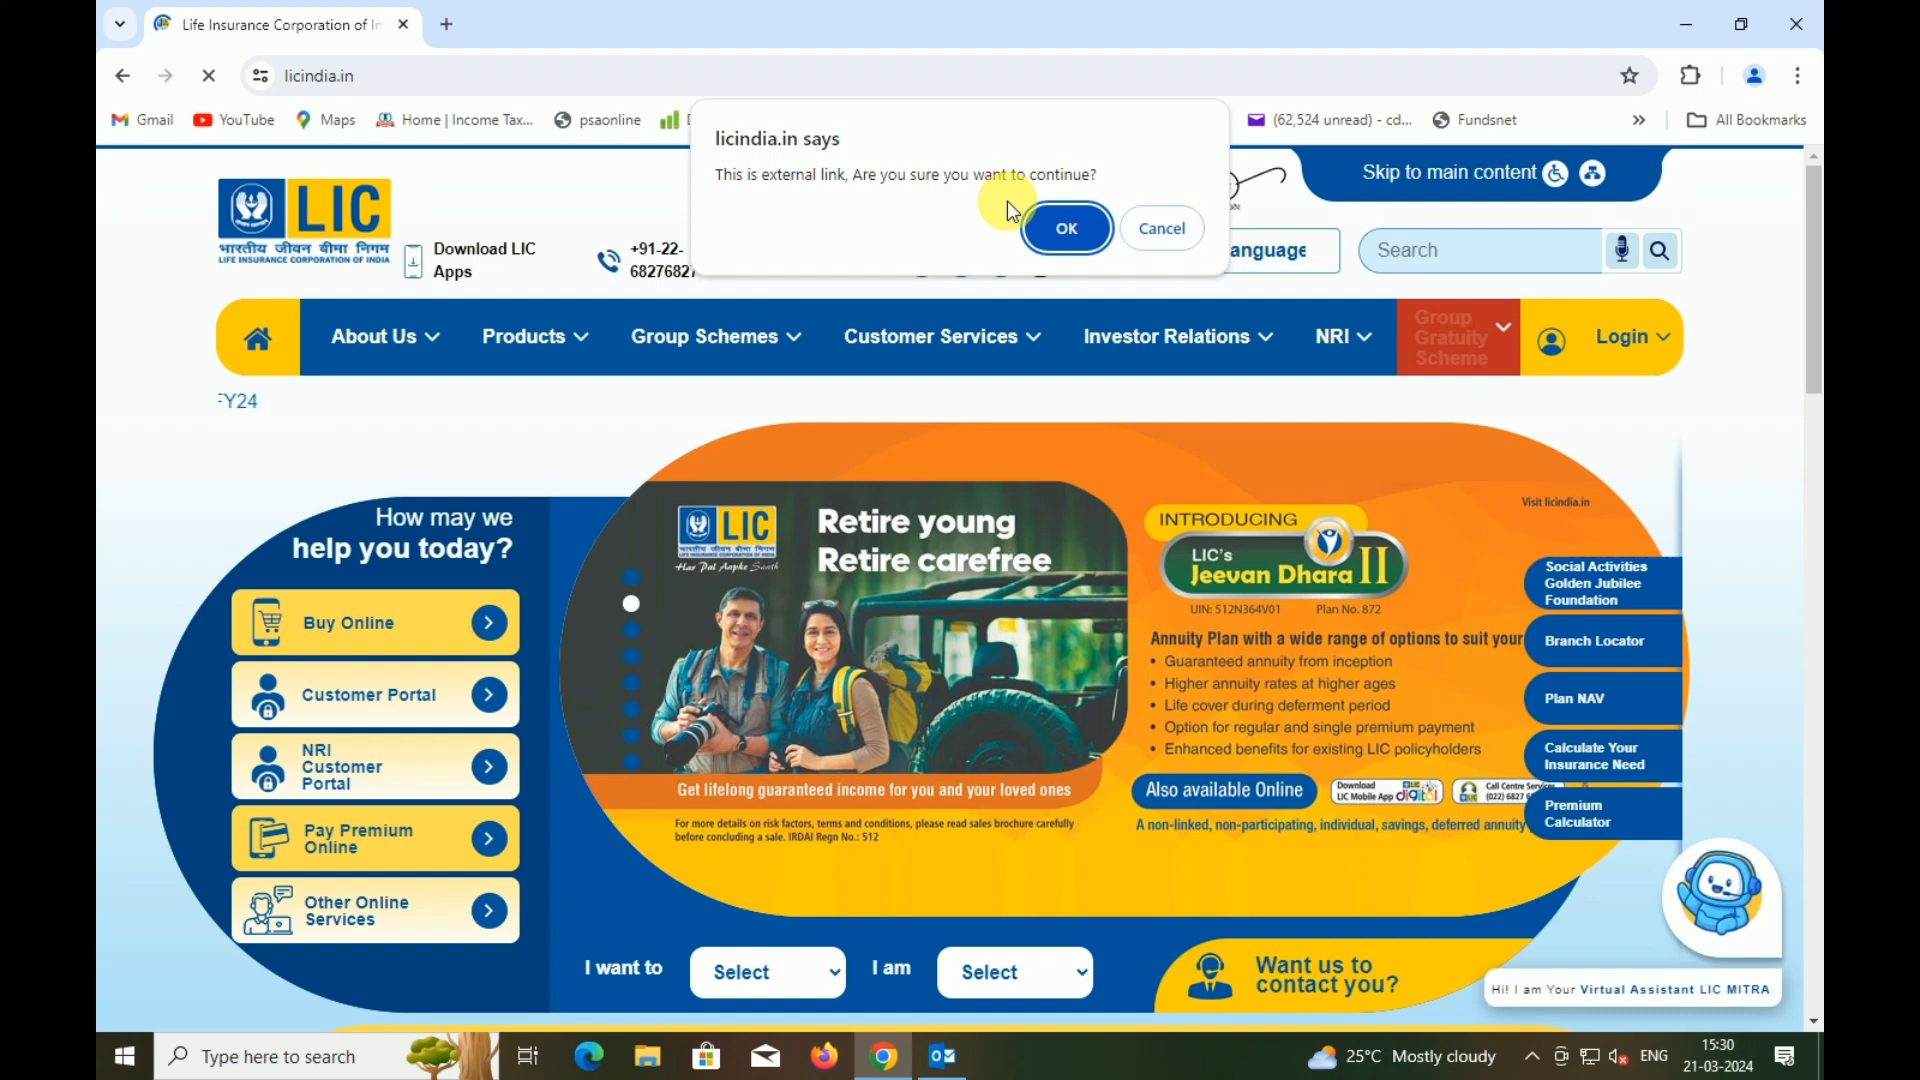 Life Insurance Corporation of In
licindia.in
Gmail
YouTube
Maps
Home | Income Tax...
psaonline
(62,524 unread) - cd...
Fundsnet
»
All Bookmarks
licindia.in says
This is external link, Are you sure you want to continue?
OK
Cancel
Skip to main content
LIC
भारतीय जीवन बीमा निगम
LIFE INSURANCE CORPORATION OF INDIA
Download LIC
Apps
+91-22-
6827682
anguage
Search
About Us
Products
Group Schemes
Customer Services
Investor Relations
NRI
Group
Gratuity
Scheme
Login
FY24
How may we
help you today?
Buy Online
Customer Portal
NRI
Customer
Portal
Pay Premium
Online
Other Online
Services
LIC
भारतीय जीवन बीमा निगम
LIFE INSURANCE CORPORATION OF INDIA
Har Pal Aapke Saath
Retire young
Retire carefree
Get lifelong guaranteed income for you and your loved ones
For more details on risk factors, terms and conditions, please read sales brochure carefully
before concluding a sale. IRDAI Regn No.: 512
Visit licindia.in
INTRODUCING
LIC's
Jeevan Dhara II
UIN: 512N364V01 Plan No. 872
Annuity Plan with a wide range of options to suit your
• Guaranteed annuity from inception
• Higher annuity rates at higher ages
• Life cover during deferment period
• Option for regular and single premium payment
• Enhanced benefits for existing LIC policyholders
Also available Online
Download
LIC Mobile App digital
Call Centre Services
(022) 6827 6
A non-linked, non-participating, individual, savings, deferred annuity
Social Activities
Golden Jubilee
Foundation
Branch Locator
Plan NAV
Calculate Your
Insurance Need
Premium
Calculator
I want to
Select
I am
Select
Want us to
contact you?
Hi! I am Your Virtual Assistant LIC MITRA
Type here to search
25°C Mostly cloudy
ENG
15:30
21-03-2024